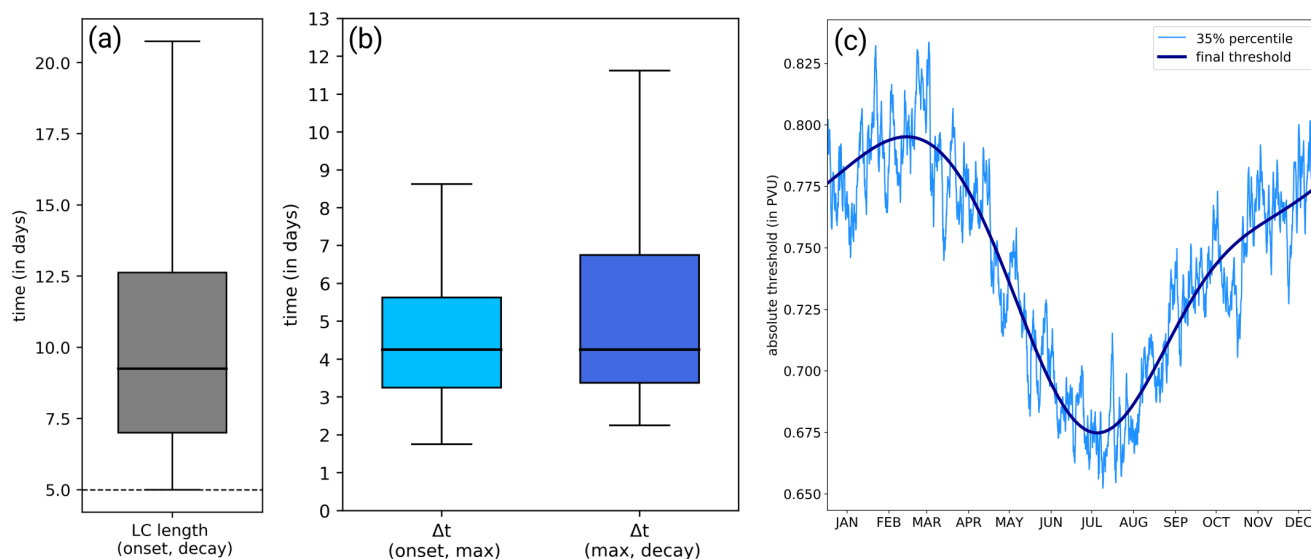 (a)
time (in days)
20.0
17.5
15.0
12.5
10.0
7.5
5.0
LC length
(onset, decay)
(b)
time (in days)
13
12
11
10
9
8
7
6
5
4
3
2
1
0
Δt
(onset, max)
Δt
(max, decay)
(c)
35% percentile
final threshold
absolute threshold (in PVU)
0.825
0.800
0.775
0.750
0.725
0.700
0.675
0.650
JAN FEB MAR APR MAY JUN JUL AUG SEP OCT NOV DEC